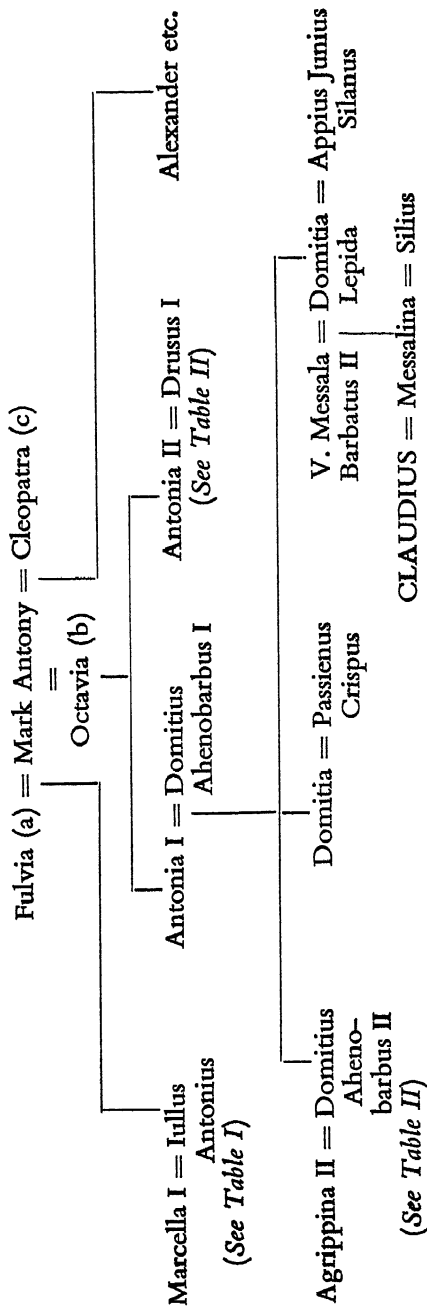 Fulvia (a) = Mark Antony = Cleopatra (c)
=
Octavia (b)
Marcella I = Iullus
Antonius
(See Table I)
Antonia I = Domitius
Ahenobarbus I
Antonia II = Drusus I
(See Table II)
Alexander etc.
Agrippina II = Domitius
Aheno-
barbus II
(See Table II)
Domitia = Passienus
Crispus
V. Messala = Domitia = Appius Junius
Barbatus II Lepida Silanus
CLAUDIUS = Messalina = Silius